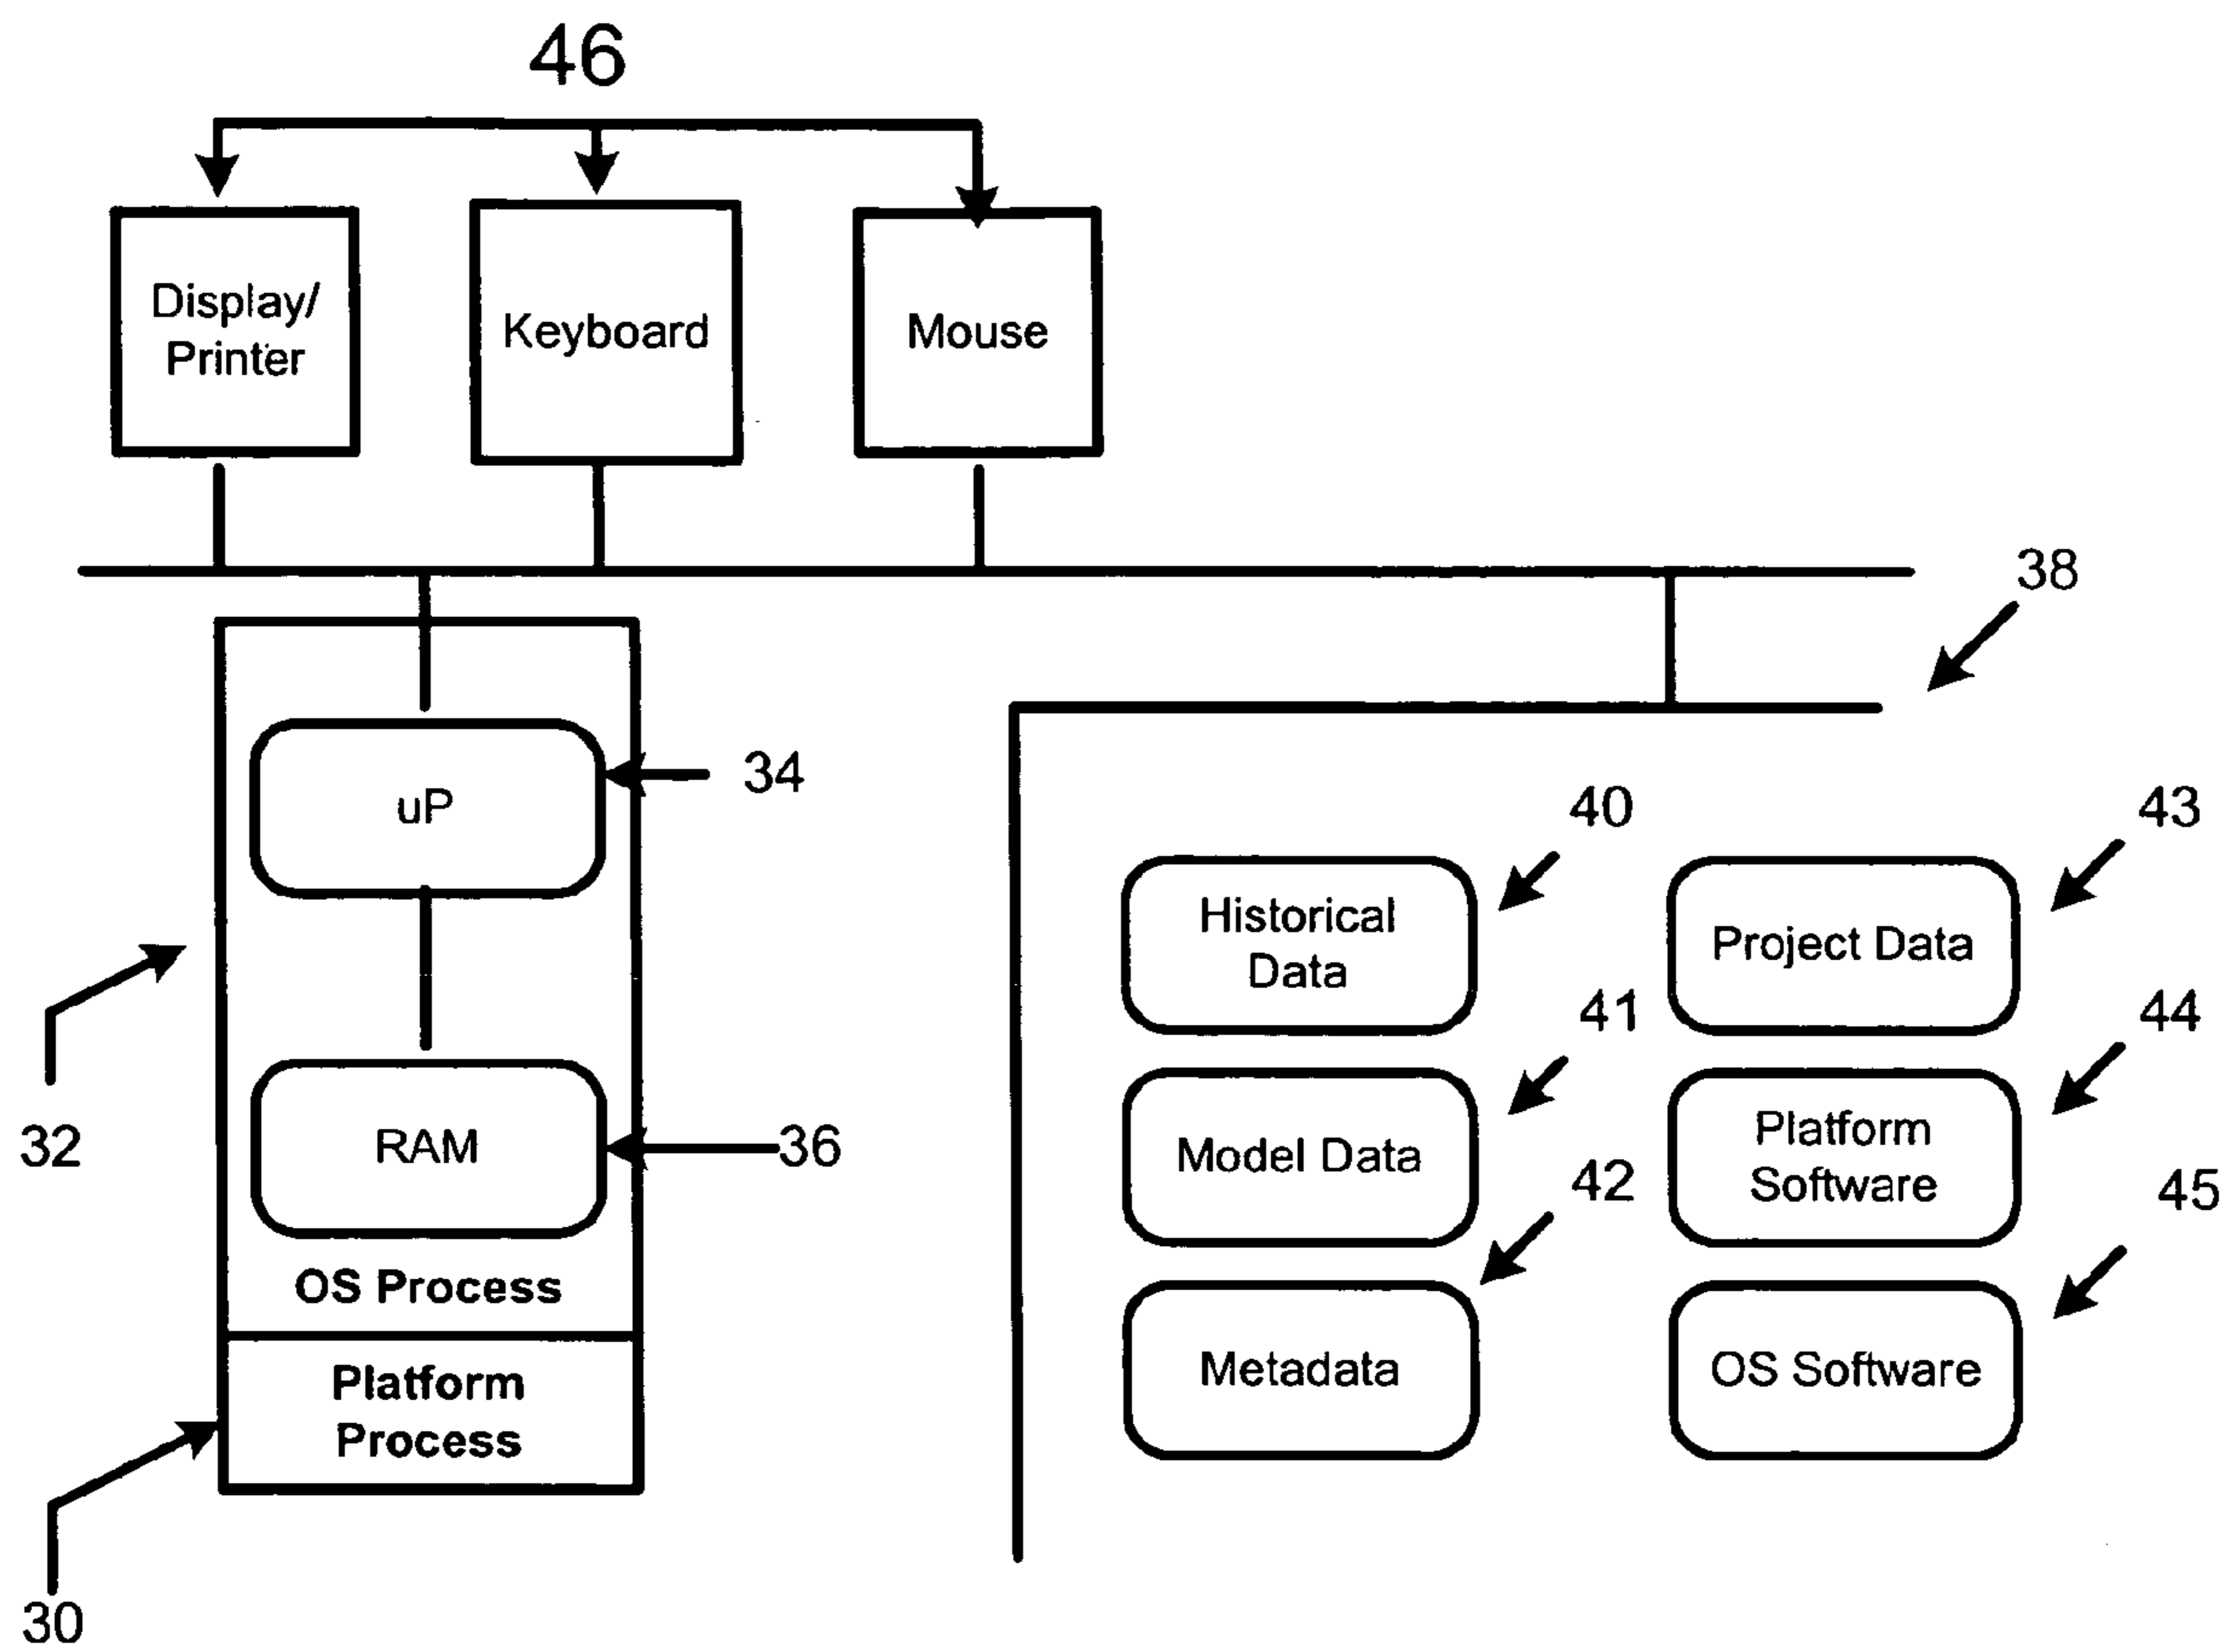 46
Display/
Printer
Keyboard
Mouse
38
34
uP
40
43
Historical
Data
Project Data
41
44
32
RAM
36
Model Data
Platform
Software
42
45
OS Process
Platform
Process
Metadata
OS Software
30